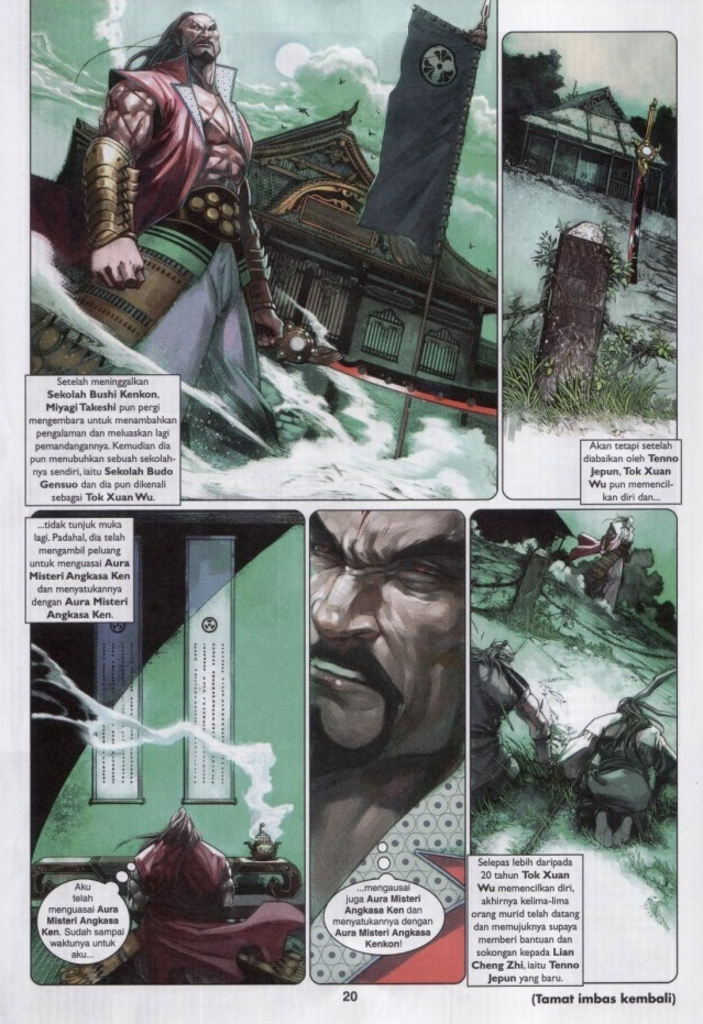 Setelah meninggalkan
Sekolah Bushi Kenkon,
Miyagi Takeshi pun pergi
mengembara untuk menambahkan
pengalaman dan meluaskan lagi
pemandangannya. Kemudian dia
pun menubuhkan sebuah sekolah-
nya sendiri, iaitu Sekolah Budo
Gensuo dan dia pun dikenali
sebagai Tok Xuan Wu.
Akan tetapi setelah
diabaikan oleh Tenno
Jepun, Tok Xuan
Wu pun memencil-
kan diri dan...
...tidak tunjuk muka
lagi. Padahal, dia telah
mengambil peluang
untuk menguasai Aura
Misteri Angkasa Ken
dan menyatukannya
dengan Aura Misteri
Angkasa Ken.
Aku
telah
menguasai Aura
Misteri Angkasa
Ken. Sudah sampai
waktunya untuk
aku...
...mengausai
juga Aura Misteri
Angkasa Ken dan
menyatukannya dengan
Aura Misteri Angkasa
Kenkon!
Selepas lebih daripada
20 tahun Tok Xuan
Wu memencilkan diri,
akhirnya kelima-lima
orang murid telah datang
dan memujuknya supaya
memberi bantuan dan
sokongan kepada Lian
Cheng Zhi, iaitu Tenno
Jepun yang baru.
20
(Tamat imbas kembali)